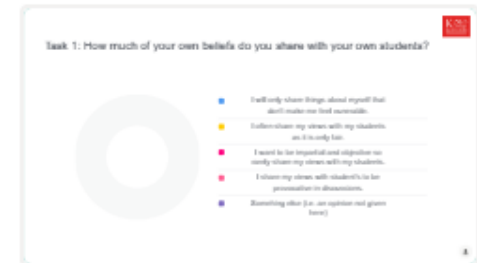 Task 1: How much of your own beliefs do you share with your own students?
I will only share things about myself that
don't make me feel vulnerable.
I often share my views with my students
as it is only fair.
I want to be impartial and objective so
rarely share my views with my students.
I share my views with student's to be
provocative in discussions.
Something else (i.e. an opinion not given
here)